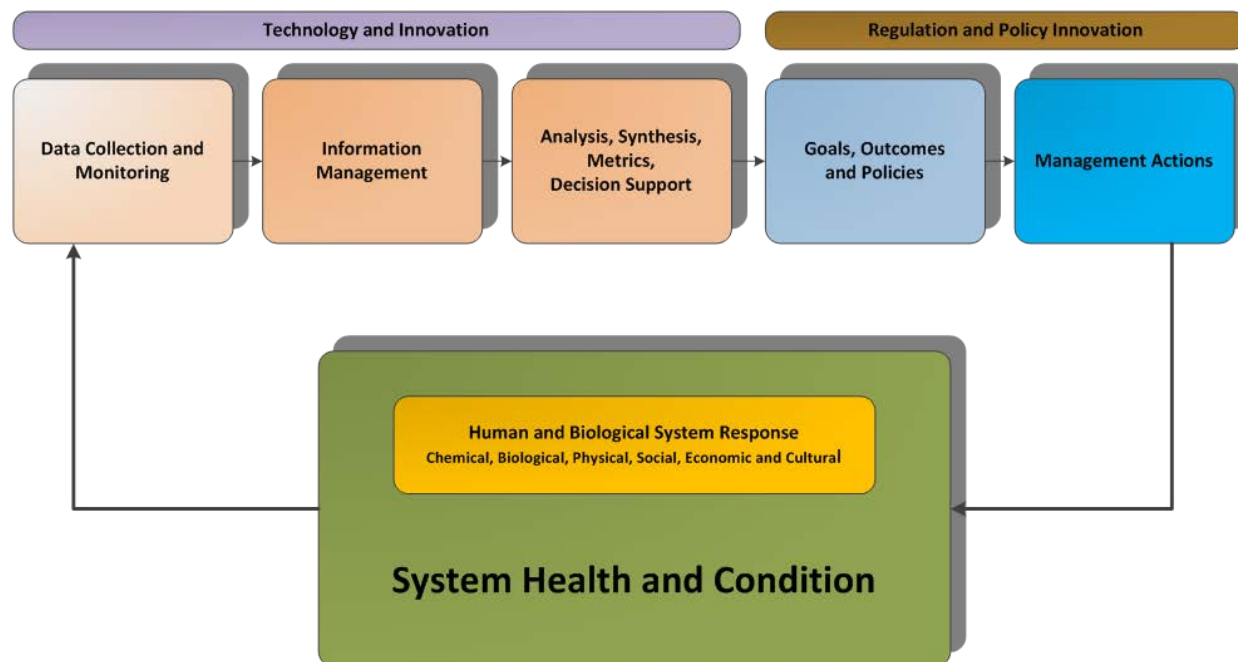 Technology and Innovation
Regulation and Policy Innovation
Data Collection and
Monitoring
Information
Management
Analysis, Synthesis,
Metrics,
Decision Support
Goals, Outcomes
and Policies
Management Actions
Human and Biological System Response
Chemical, Biological, Physical, Social, Economic and Cultural
System Health and Condition